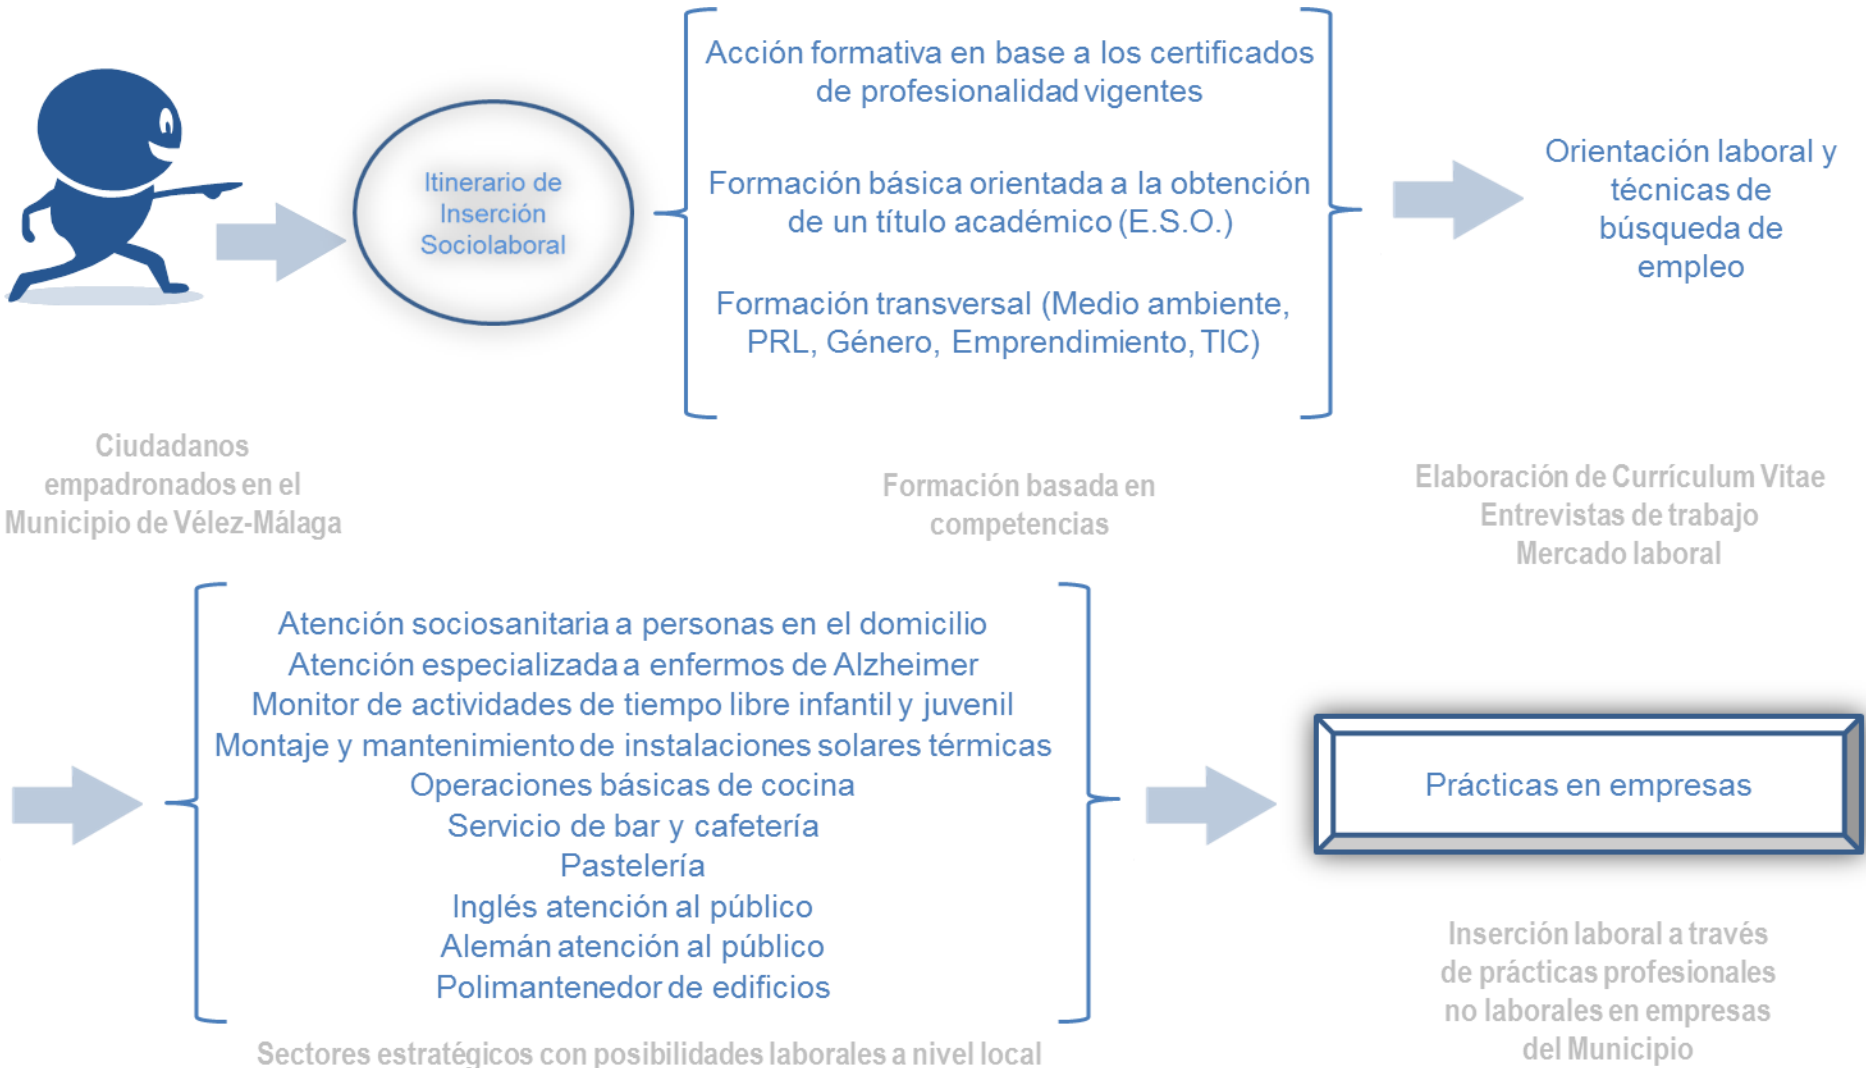 Itinerario de
Inserción
Sociolaboral
Acción formativa en base a los certificados
de profesionalidad vigentes
Formación básica orientada a la obtención
de un título académico (E.S.O.)
Formación transversal (Medio ambiente,
PRL, Género, Emprendimiento, TIC)
Orientación laboral y
técnicas de
búsqueda de
empleo
Ciudadanos
empadronados en el
Municipio de Vélez-Málaga
Formación basada en
competencias
Elaboración de Currículum Vitae
Entrevistas de trabajo
Mercado laboral
Atención sociosanitaria a personas en el domicilio
Atención especializada a enfermos de Alzheimer
Monitor de actividades de tiempo libre infantil y juvenil
Montaje y mantenimiento de instalaciones solares térmicas
Operaciones básicas de cocina
Servicio de bar y cafetería
Pastelería
Inglés atención al público
Alemán atención al público
Polimantenedor de edificios
Sectores estratégicos con posibilidades laborales a nivel local
Prácticas en empresas
Inserción laboral a través
de prácticas profesionales
no laborales en empresas
del Municipio